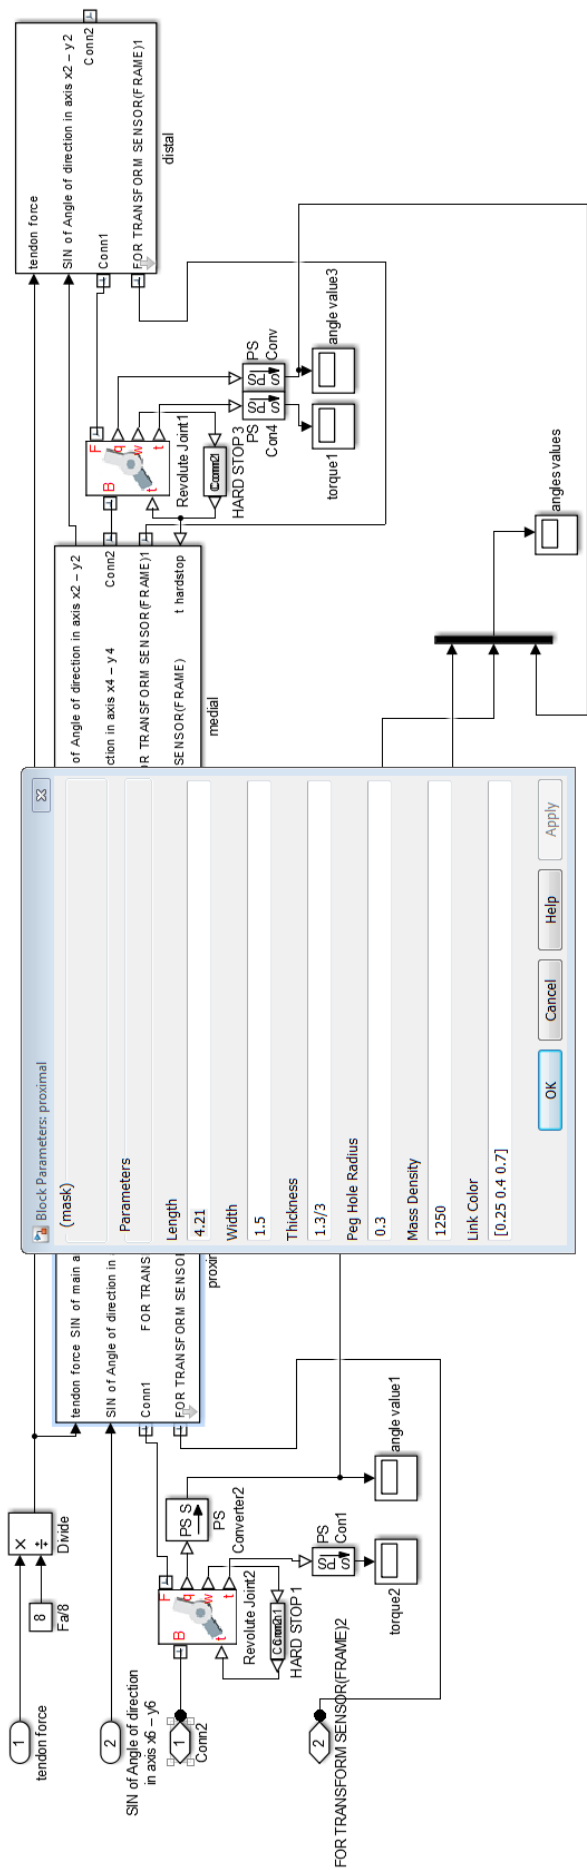 1
tendon force
8
Fa/8
×
÷
Divide
2
SIN of Angle of direction
in axis x6 – y6
1
Conn2
B
F
q
w
t
t
Revolute Joint2
HARD STOP 1
PS S
PS
Converter2
PS
Con1
torque2
angle value1
2
FOR TRANSFORM SENSOR(FRAME)2
tendon force SIN of main a
SIN of Angle of direction in
Conn1
FOR TRANS
FOR TRANSFORM SENSOR
proxim
Block Parameters: proximal
(mask)
Parameters
Length
4.21
Width
1.5
Thickness
1.3/3
Peg Hole Radius
0.3
Mass Density
1250
Link Color
[0.25 0.4 0.7]
OK
Cancel
Help
Apply
of Angle of direction in axis x2 – y2
ction in axis x4 – y4
Conn2
R TRANSFORM SENSOR(FRAME)1
SENSOR(FRAME)
t hardstop
medial
B
F
q
w
t
t
Revolute Joint1
HARD STOP 3
PS
Conv
PS
Con4
angle value3
torque1
angles values
tendon force
SIN of Angle of direction in axis x2 – y2
Conn1
Conn2
FOR TRANSFORM SENSOR(FRAME)1
distal